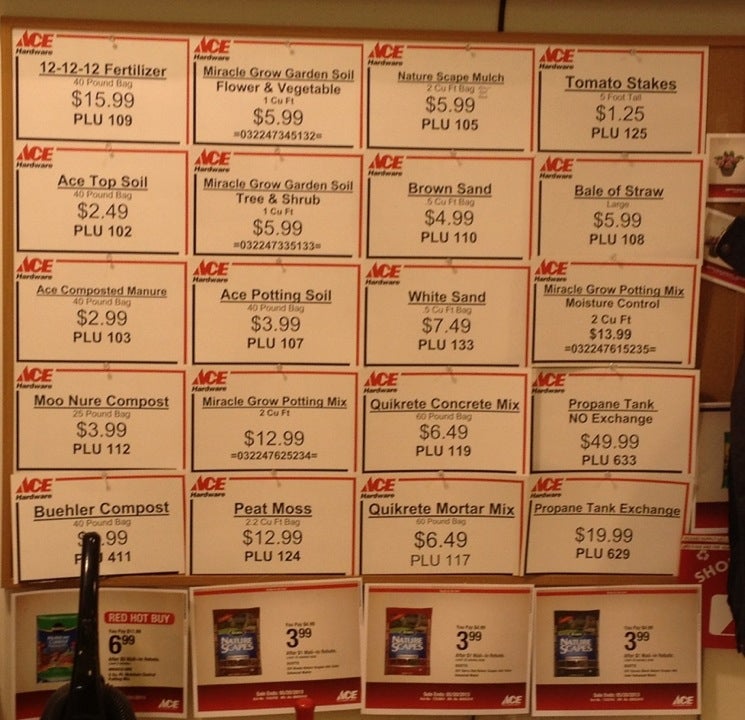 ACE
Hardware
12-12-12 Fertilizer
40 Pound Bag
$15.99
PLU 109
ACE
Hardware
Miracle Grow Garden Soil
Flower & Vegetable
1 Cu Ft
$5.99
=032247345132=
ACE
Hardware
Nature Scape Mulch
2 Cu Ft Bag
$5.99
PLU 105
ACE
Hardware
Tomato Stakes
5 Foot Tall
$1.25
PLU 125
ACE
Hardware
Ace Top Soil
40 Pound Bag
$2.49
PLU 102
ACE
Hardware
Miracle Grow Garden Soil
Tree & Shrub
1 Cu Ft
$5.99
=032247335133=
ACE
Hardware
Brown Sand
.5 Cu Ft Bag
$4.99
PLU 110
ACE
Hardware
Bale of Straw
Large
$5.99
PLU 108
ACE
Hardware
Ace Composted Manure
40 Pound Bag
$2.99
PLU 103
ACE
Hardware
Ace Potting Soil
40 Pound Bag
$3.99
PLU 107
ACE
Hardware
White Sand
.5 Cu Ft Bag
$7.49
PLU 133
ACE
Hardware
Miracle Grow Potting Mix
Moisture Control
2 Cu Ft
$13.99
=032247615235=
ACE
Hardware
Moo Nure Compost
25 Pound Bag
$3.99
PLU 112
ACE
Hardware
Miracle Grow Potting Mix
2 Cu Ft
$12.99
=032247625234=
ACE
Hardware
Quikrete Concrete Mix
60 Pound Bag
$6.49
PLU 119
ACE
Hardware
Propane Tank
NO Exchange
$49.99
PLU 633
ACE
Hardware
Buehler Compost
40 Pound Bag
.99
411
ACE
Hardware
Peat Moss
2.2 Cu Ft Bag
$12.99
PLU 124
ACE
Hardware
Quikrete Mortar Mix
60 Pound Bag
$6.49
PLU 117
ACE
Hardware
Propane Tank Exchange
$19.99
PLU 629
RED HOT BUY
6.99
NATURE SCAPES
3.99
ACE
NATURE SCAPES
3.99
ACE
NATURE SCAPES
3.99
ACE
SHO